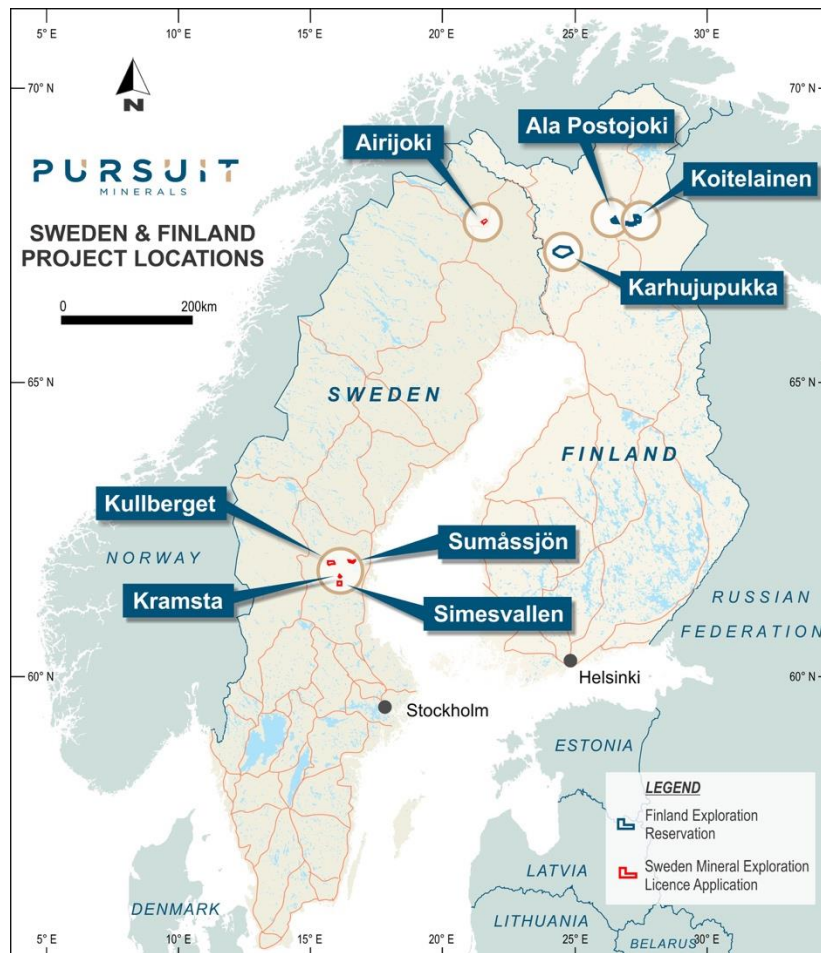 5° E 10° E 15° E 20° E 25° E 30° E
70° N 70° N
N
PURSUIT
MINERALS
SWEDEN & FINLAND
PROJECT LOCATIONS
0 200km
Airijoki
Ala Postojoki
Koitelainen
Karhujupukka
65° N 65° N
SWEDEN
FINLAND
Kullberget
NORWAY
Sumåssjön
Kramsta
Simesvallen
RUSSIAN
FEDERATION
60° N 60° N
Helsinki
Stockholm
ESTONIA
LEGEND
Finland Exploration
Reservation
Sweden Mineral Exploration
Licence Application
LATVIA
DENMARK
LITHUANIA
BELARUS
5° E 10° E 15° E 20° E 25° E 30° E